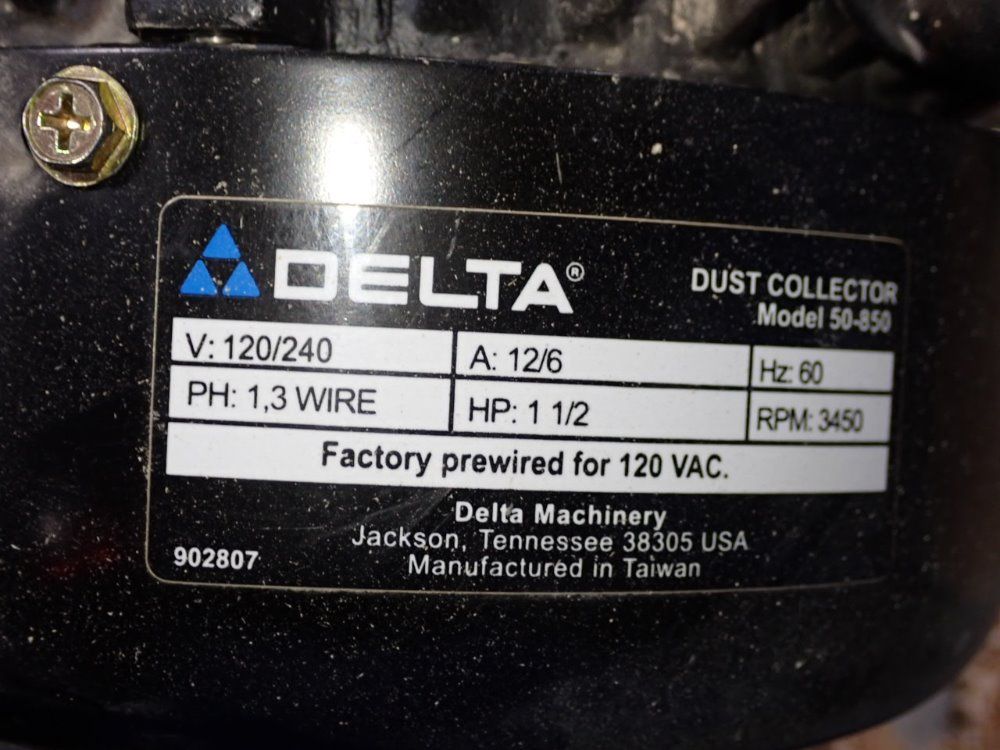 DELTA®
DUST COLLECTOR
Model 50-850
V: 120/240 A: 12/6 Hz: 60
PH: 1,3 WIRE HP: 1 1/2 RPM: 3450
Factory prewired for 120 VAC.
Delta Machinery
Jackson, Tennessee 38305 USA
902807 Manufactured in Taiwan